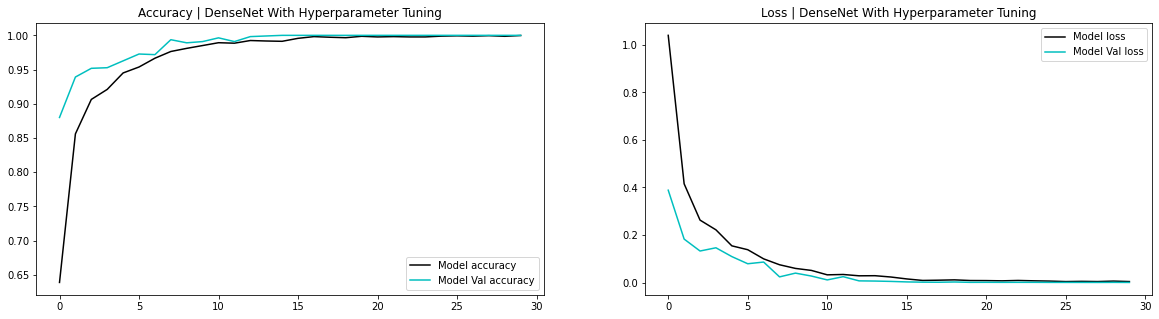 Accuracy | DenseNet With Hyperparameter Tuning
1.00
0.95
0.90
0.85
0.80
0.75
0.70
0.65
0 5 10 15 20 25 30
Model accuracy
Model Val accuracy
Loss | DenseNet With Hyperparameter Tuning
1.0
0.8
0.6
0.4
0.2
0.0
0 5 10 15 20 25 30
Model loss
Model Val loss